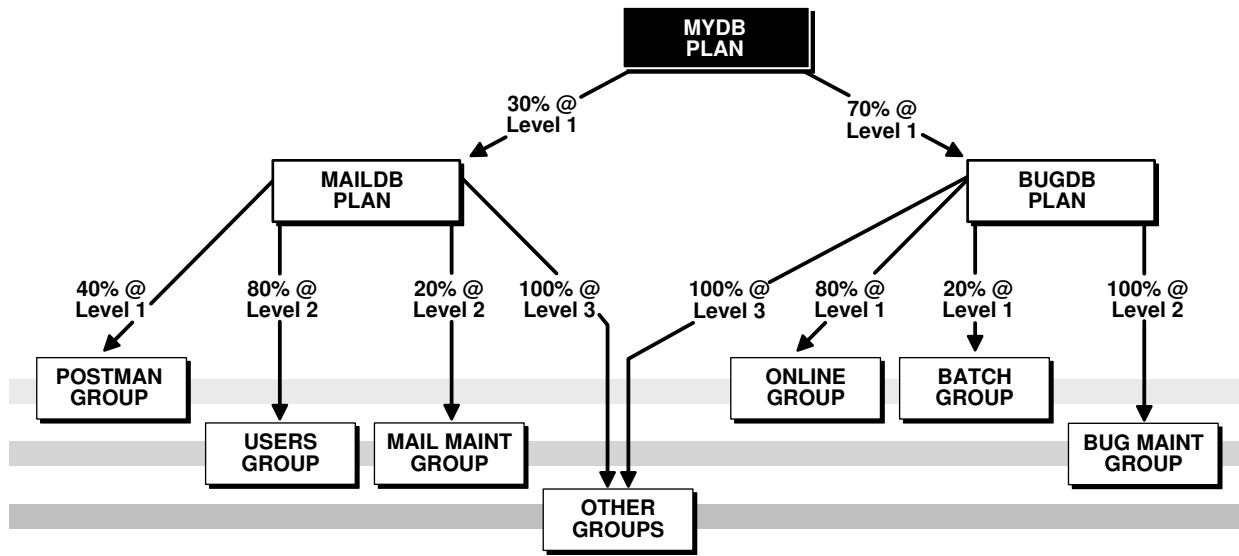 MYDB
PLAN
30% @
Level 1
70% @
Level 1
MAILDB
PLAN
BUGDB
PLAN
40% @
Level 1
80% @
Level 2
20% @
Level 2
100% @
Level 3
100% @
Level 3
80% @
Level 1
20% @
Level 1
100% @
Level 2
POSTMAN
GROUP
ONLINE
GROUP
BATCH
GROUP
USERS
GROUP
MAIL MAINT
GROUP
BUG MAINT
GROUP
OTHER
GROUPS